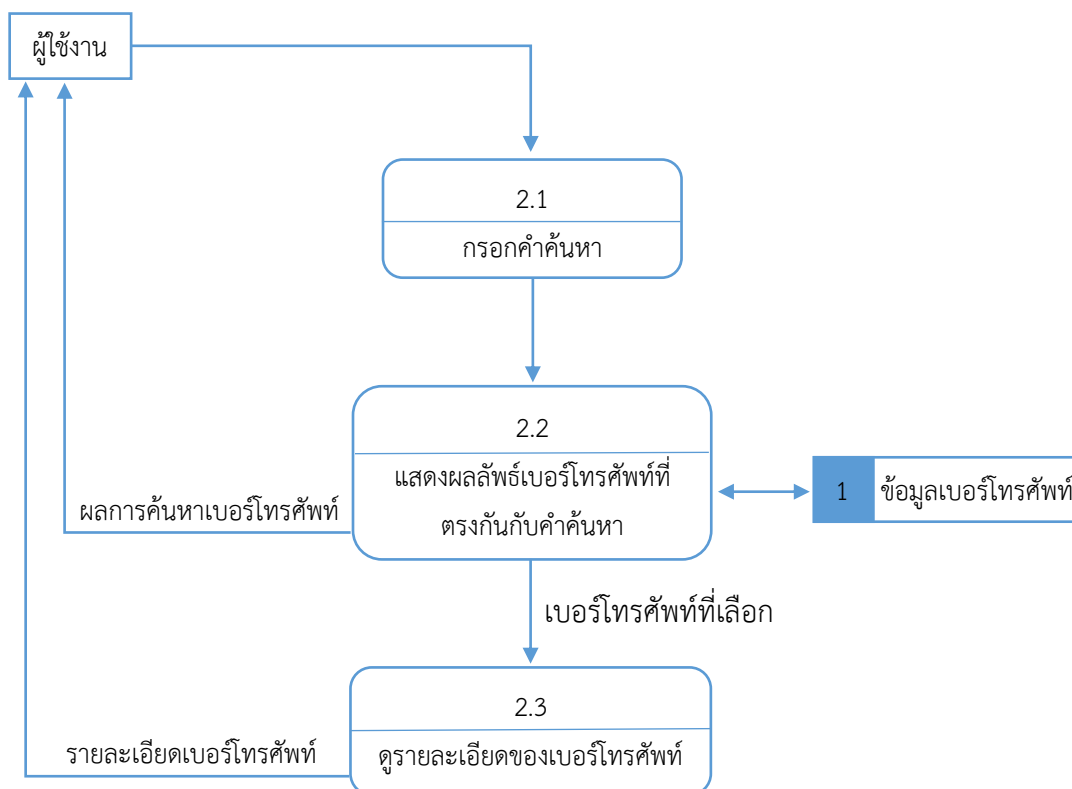 ผู้ใช้งาน
2.1
กรอกคำค้นหา
2.2
แสดงผลลัพธ์เบอร์โทรศัพท์ที่
ตรงกันกับคำค้นหา
1
ข้อมูลเบอร์โทรศัพท์
ผลการค้นหาเบอร์โทรศัพท์
เบอร์โทรศัพท์ที่เลือก
2.3
ดูรายละเอียดของเบอร์โทรศัพท์
รายละเอียดเบอร์โทรศัพท์